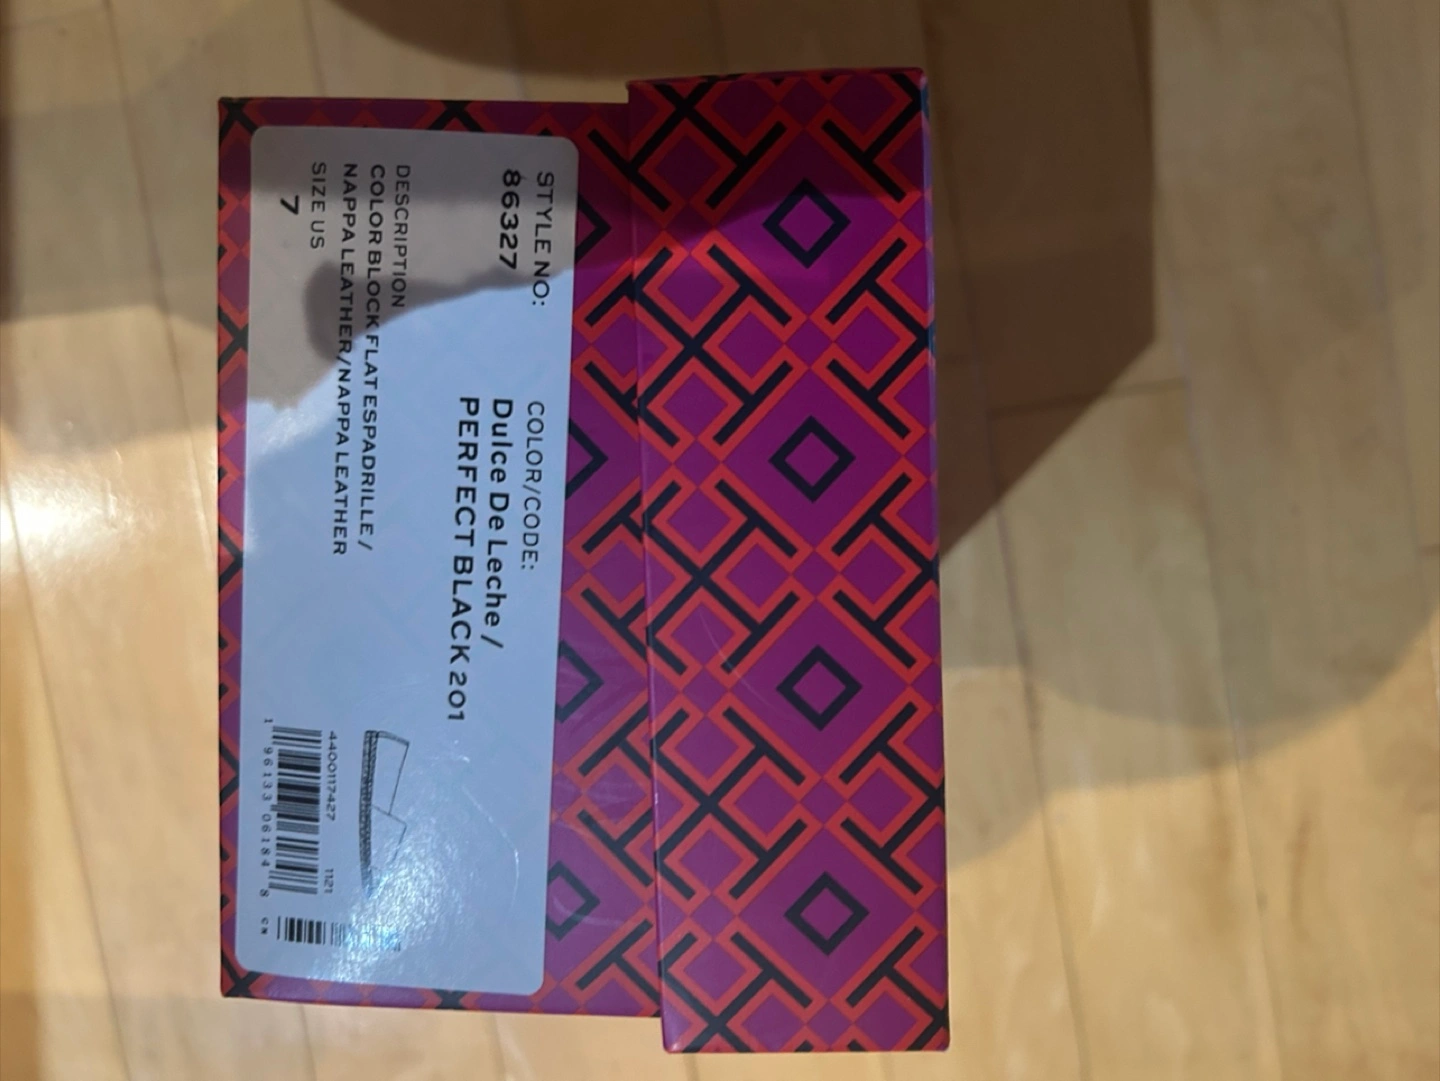 STYLE NO:
86327
COLOR/CODE:
Dulce De Leche /
PERFECT BLACK 201
DESCRIPTION
COLOR BLOCK FLAT ESPADRILLE /
NAPPA LEATHER/NAPPA LEATHER
SIZE US
7
4400117427 1121
1 96133 06184 8